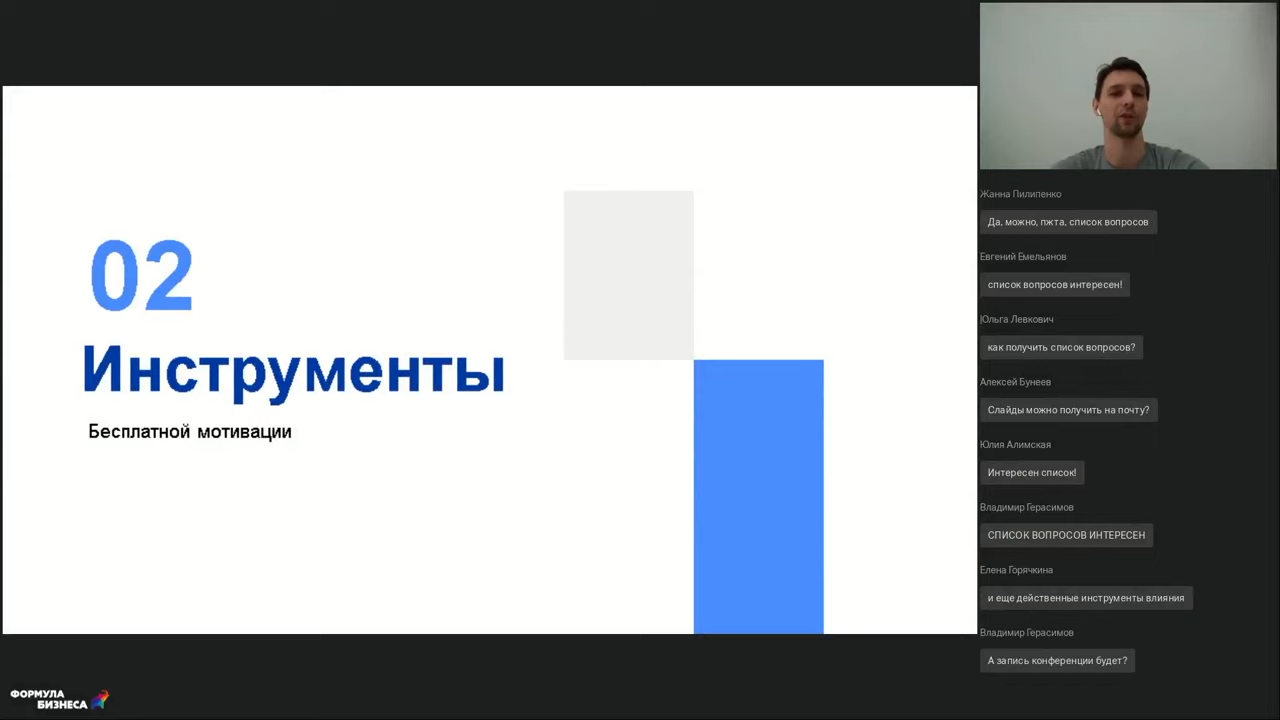 02
Инструменты
Бесплатной мотивации
Жанна Пилипенко
Да, можно, пжта, список вопросов
Евгений Емельянов
список вопросов интересен!
|Ольга Левкович
как получить список вопросов?
Алексей Бунеев
Слайды можно получить на почту?
Юлия Алимская
Интересен список!
Владимир Герасимов
СПИСОК ВОПРОСОВ ИНТЕРЕСЕН
Елена Горячкина
и еще действенные инструменты влияния
Владимир Герасимов
А запись конференции будет?
ФОРМУЛА
БИЗНЕСА